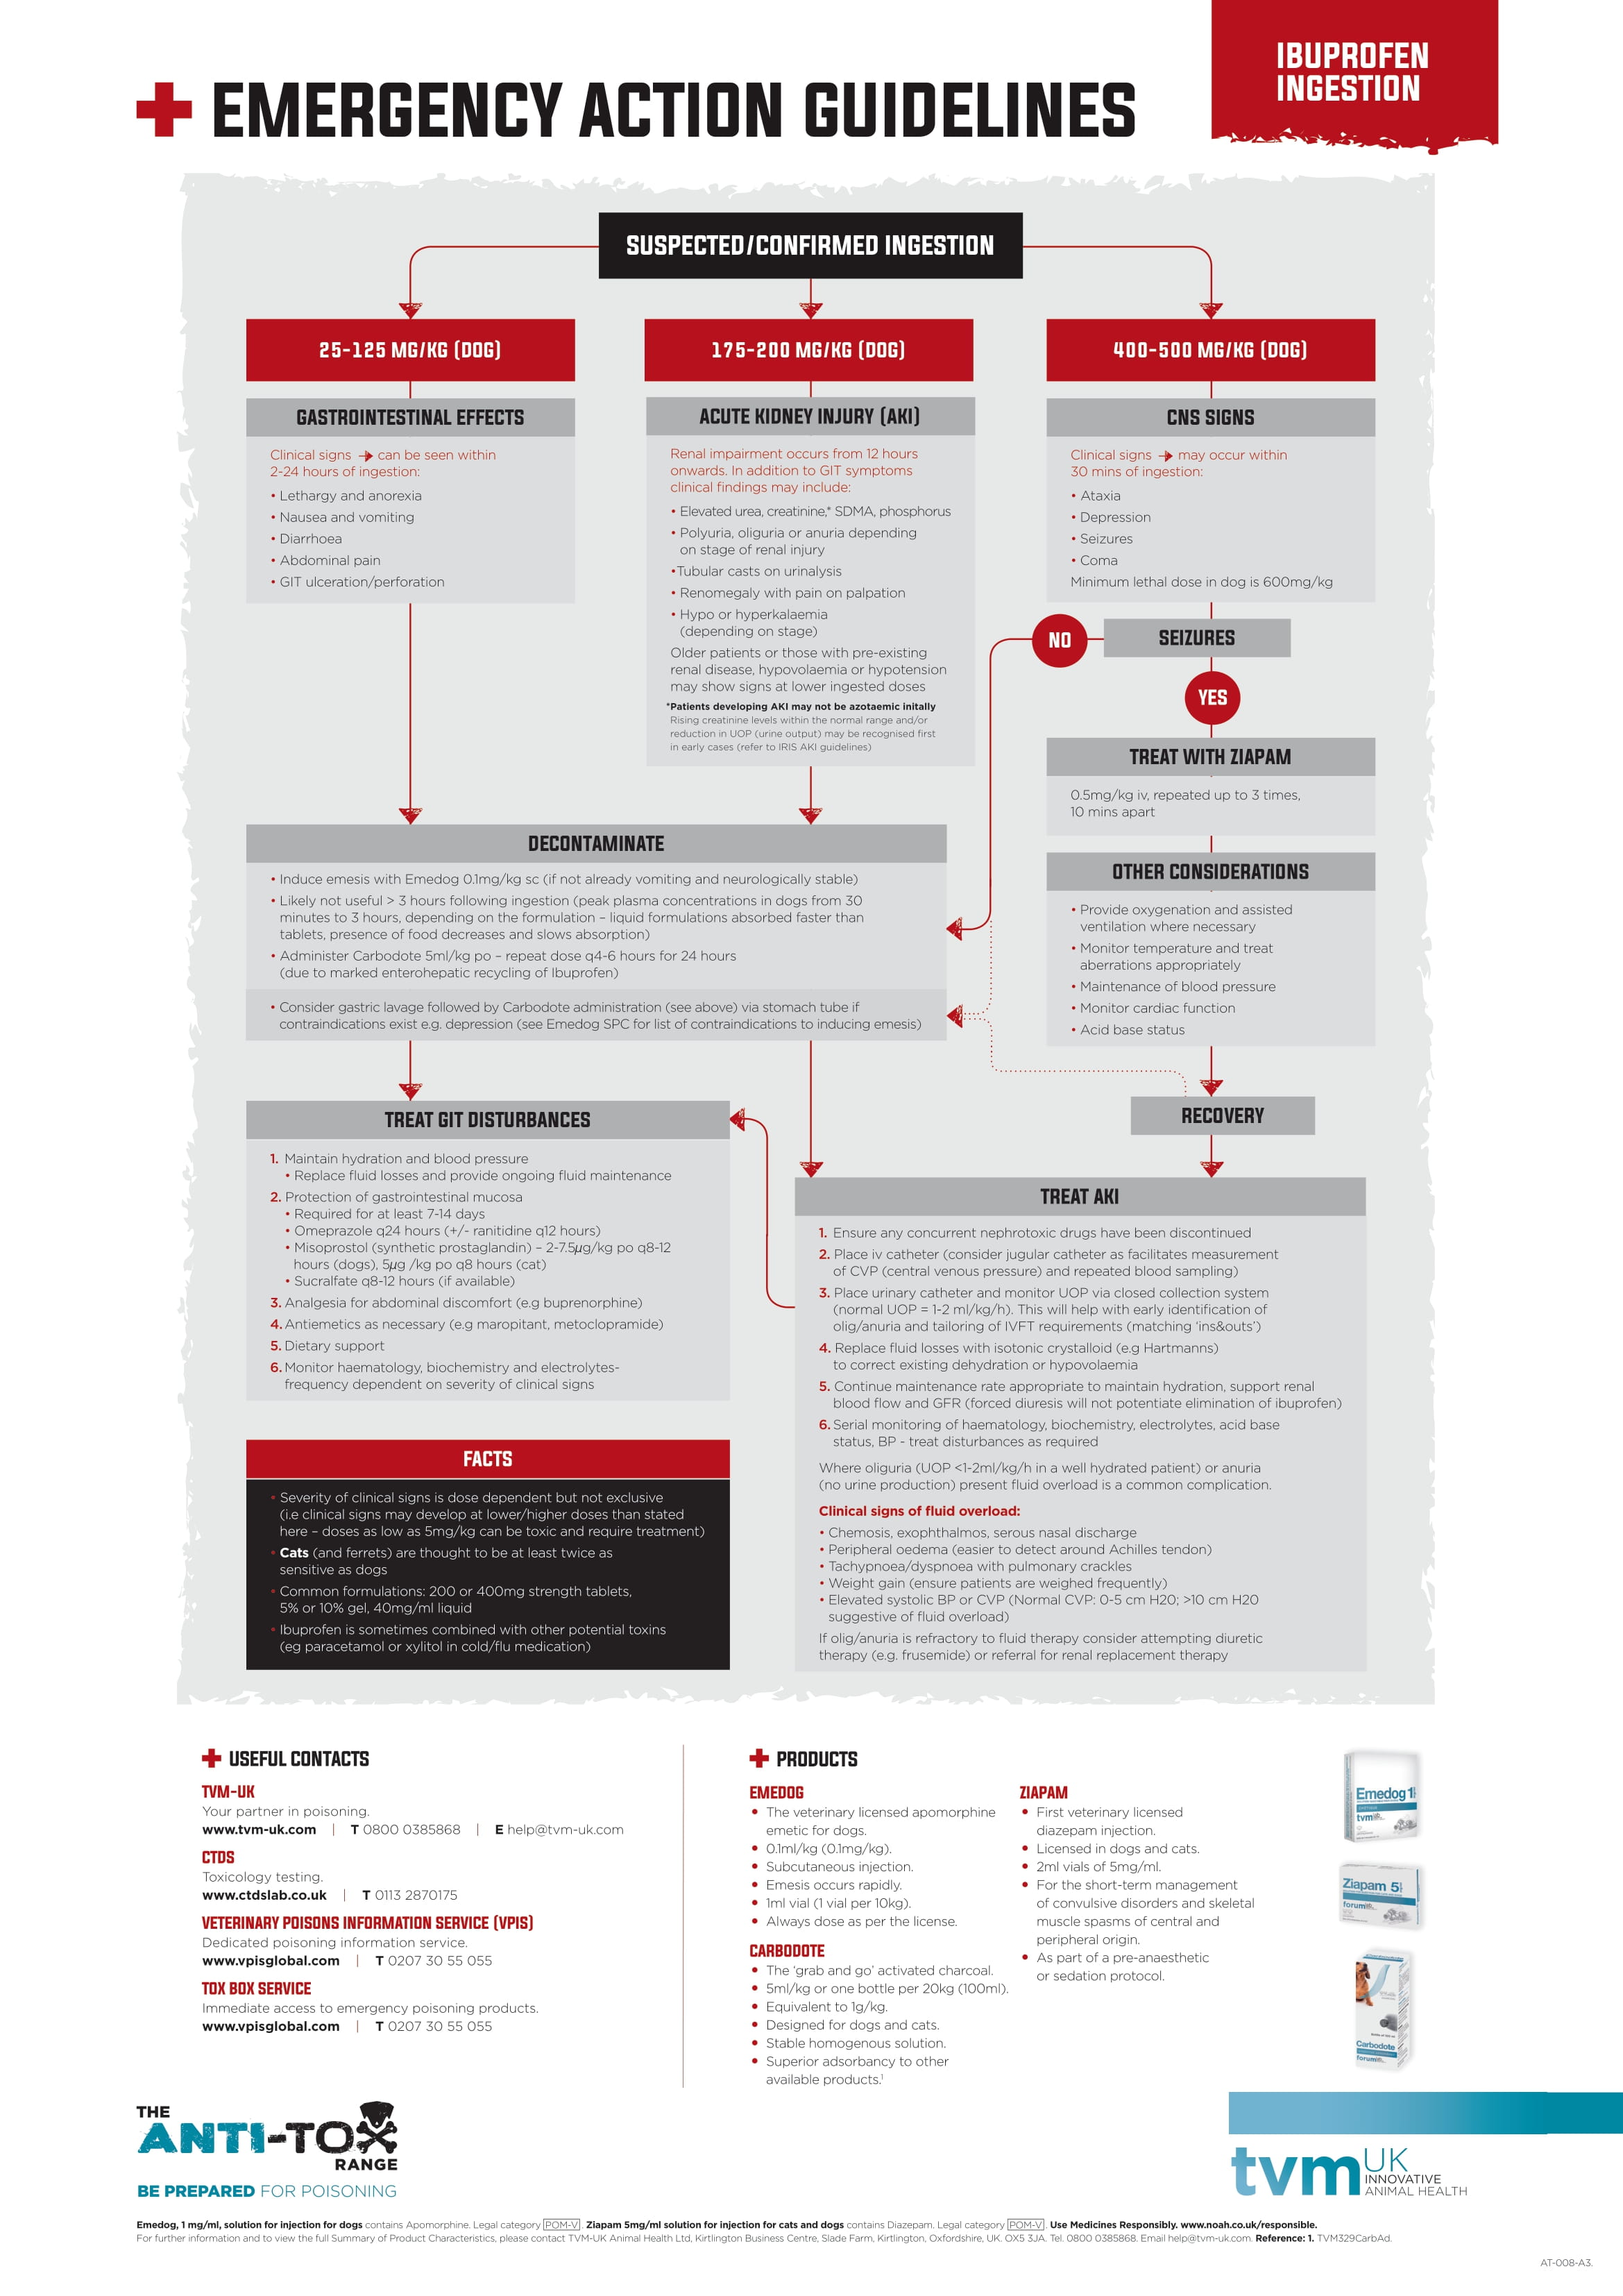 IBUPROFEN
INGESTION
EMERGENCY ACTION GUIDELINES
SUSPECTED/CONFIRMED INGESTION
25-125 MG/KG (DOG)
GASTROINTESTINAL EFFECTS
Clinical signs → can be seen within
2-24 hours of ingestion:
• Lethargy and anorexia
• Nausea and vomiting
• Diarrhoea
• Abdominal pain
• GIT ulceration/perforation
175-200 MG/KG (DOG)
ACUTE KIDNEY INJURY (AKI)
Renal impairment occurs from 12 hours
onwards. In addition to GIT symptoms
clinical findings may include:
• Elevated urea, creatinine,* SDMA, phosphorus
• Polyuria, oliguria or anuria depending
on stage of renal injury
•Tubular casts on urinalysis
• Renomegaly with pain on palpation
• Hypo or hyperkalaemia
(depending on stage)
Older patients or those with pre-existing
renal disease, hypovolaemia or hypotension
may show signs at lower ingested doses
*Patients developing AKI may not be azotaemic initally
Rising creatinine levels within the normal range and/or
reduction in UOP (urine output) may be recognised first
in early cases (refer to IRIS AKI guidelines)
400-500 MG/KG (DOG)
CNS SIGNS
Clinical signs → may occur within
30 mins of ingestion:
• Ataxia
• Depression
• Seizures
• Coma
Minimum lethal dose in dog is 600mg/kg
NO
SEIZURES
YES
TREAT WITH ZIAPAM
0.5mg/kg iv, repeated up to 3 times,
10 mins apart
OTHER CONSIDERATIONS
• Provide oxygenation and assisted
ventilation where necessary
• Monitor temperature and treat
aberrations appropriately
• Maintenance of blood pressure
• Monitor cardiac function
• Acid base status
RECOVERY
DECONTAMINATE
• Induce emesis with Emedog 0.1mg/kg sc (if not already vomiting and neurologically stable)
• Likely not useful > 3 hours following ingestion (peak plasma concentrations in dogs from 30
minutes to 3 hours, depending on the formulation – liquid formulations absorbed faster than
tablets, presence of food decreases and slows absorption)
• Administer Carbodote 5ml/kg po – repeat dose q4-6 hours for 24 hours
(due to marked enterohepatic recycling of Ibuprofen)
• Consider gastric lavage followed by Carbodote administration (see above) via stomach tube if
contraindications exist e.g. depression (see Emedog SPC for list of contraindications to inducing emesis)
TREAT GIT DISTURBANCES
1. Maintain hydration and blood pressure
• Replace fluid losses and provide ongoing fluid maintenance
2. Protection of gastrointestinal mucosa
• Required for at least 7-14 days
• Omeprazole q24 hours (+/- ranitidine q12 hours)
• Misoprostol (synthetic prostaglandin) – 2-7.5µg/kg po q8-12
hours (dogs), 5µg /kg po q8 hours (cat)
• Sucralfate q8-12 hours (if available)
3. Analgesia for abdominal discomfort (e.g buprenorphine)
4. Antiemetics as necessary (e.g maropitant, metoclopramide)
5. Dietary support
6. Monitor haematology, biochemistry and electrolytes-
frequency dependent on severity of clinical signs
TREAT AKI
1. Ensure any concurrent nephrotoxic drugs have been discontinued
2. Place iv catheter (consider jugular catheter as facilitates measurement
of CVP (central venous pressure) and repeated blood sampling)
3. Place urinary catheter and monitor UOP via closed collection system
(normal UOP = 1-2 ml/kg/h). This will help with early identification of
olig/anuria and tailoring of IVFT requirements (matching ‘ins&outs’)
4. Replace fluid losses with isotonic crystalloid (e.g Hartmanns)
to correct existing dehydration or hypovolaemia
5. Continue maintenance rate appropriate to maintain hydration, support renal
blood flow and GFR (forced diuresis will not potentiate elimination of ibuprofen)
6. Serial monitoring of haematology, biochemistry, electrolytes, acid base
status, BP - treat disturbances as required
Where oliguria (UOP <1-2ml/kg/h in a well hydrated patient) or anuria
(no urine production) present fluid overload is a common complication.
Clinical signs of fluid overload:
• Chemosis, exophthalmos, serous nasal discharge
• Peripheral oedema (easier to detect around Achilles tendon)
• Tachypnoea/dyspnoea with pulmonary crackles
• Weight gain (ensure patients are weighed frequently)
• Elevated systolic BP or CVP (Normal CVP: 0-5 cm H20; >10 cm H20
suggestive of fluid overload)
If olig/anuria is refractory to fluid therapy consider attempting diuretic
therapy (e.g. frusemide) or referral for renal replacement therapy
FACTS
• Severity of clinical signs is dose dependent but not exclusive
(i.e clinical signs may develop at lower/higher doses than stated
here – doses as low as 5mg/kg can be toxic and require treatment)
• Cats (and ferrets) are thought to be at least twice as
sensitive as dogs
• Common formulations: 200 or 400mg strength tablets,
5% or 10% gel, 40mg/ml liquid
• Ibuprofen is sometimes combined with other potential toxins
(eg paracetamol or xylitol in cold/flu medication)
USEFUL CONTACTS
TVM-UK
Your partner in poisoning.
www.tvm-uk.com | T 0800 0385868 | E help@tvm-uk.com
CTDS
Toxicology testing.
www.ctdslab.co.uk | T 0113 2870175
VETERINARY POISONS INFORMATION SERVICE (VPIS)
Dedicated poisoning information service.
www.vpisglobal.com | T 0207 30 55 055
TOX BOX SERVICE
Immediate access to emergency poisoning products.
www.vpisglobal.com | T 0207 30 55 055
PRODUCTS
EMEDOG
• The veterinary licensed apomorphine
emetic for dogs.
• 0.1ml/kg (0.1mg/kg).
• Subcutaneous injection.
• Emesis occurs rapidly.
• 1ml vial (1 vial per 10kg).
• Always dose as per the license.
CARBODOTE
• The ‘grab and go’ activated charcoal.
• 5ml/kg or one bottle per 20kg (100ml).
• Equivalent to 1g/kg.
• Designed for dogs and cats.
• Stable homogenous solution.
• Superior adsorbancy to other
available products.¹
ZIAPAM
• First veterinary licensed
diazepam injection.
• Licensed in dogs and cats.
• 2ml vials of 5mg/ml.
• For the short-term management
of convulsive disorders and skeletal
muscle spasms of central and
peripheral origin.
• As part of a pre-anaesthetic
or sedation protocol.
Emedog 1
tvm
Ziapam 5
forum
Carbodote
forum
THE
ANTI-TOX
RANGE
BE PREPARED FOR POISONING
tvm UK
INNOVATIVE
ANIMAL HEALTH
Emedog, 1 mg/ml, solution for injection for dogs contains Apomorphine. Legal category POM-V. Ziapam 5mg/ml solution for injection for cats and dogs contains Diazepam. Legal category POM-V. Use Medicines Responsibly. www.noah.co.uk/responsible.
For further information and to view the full Summary of Product Characteristics, please contact TVM-UK Animal Health Ltd, Kirtlington Business Centre, Slade Farm, Kirtlington, Oxfordshire, UK. OX5 3JA. Tel. 0800 0385868. Email help@tvm-uk.com. Reference: 1. TVM329CarbAd.
AT-008-A3.